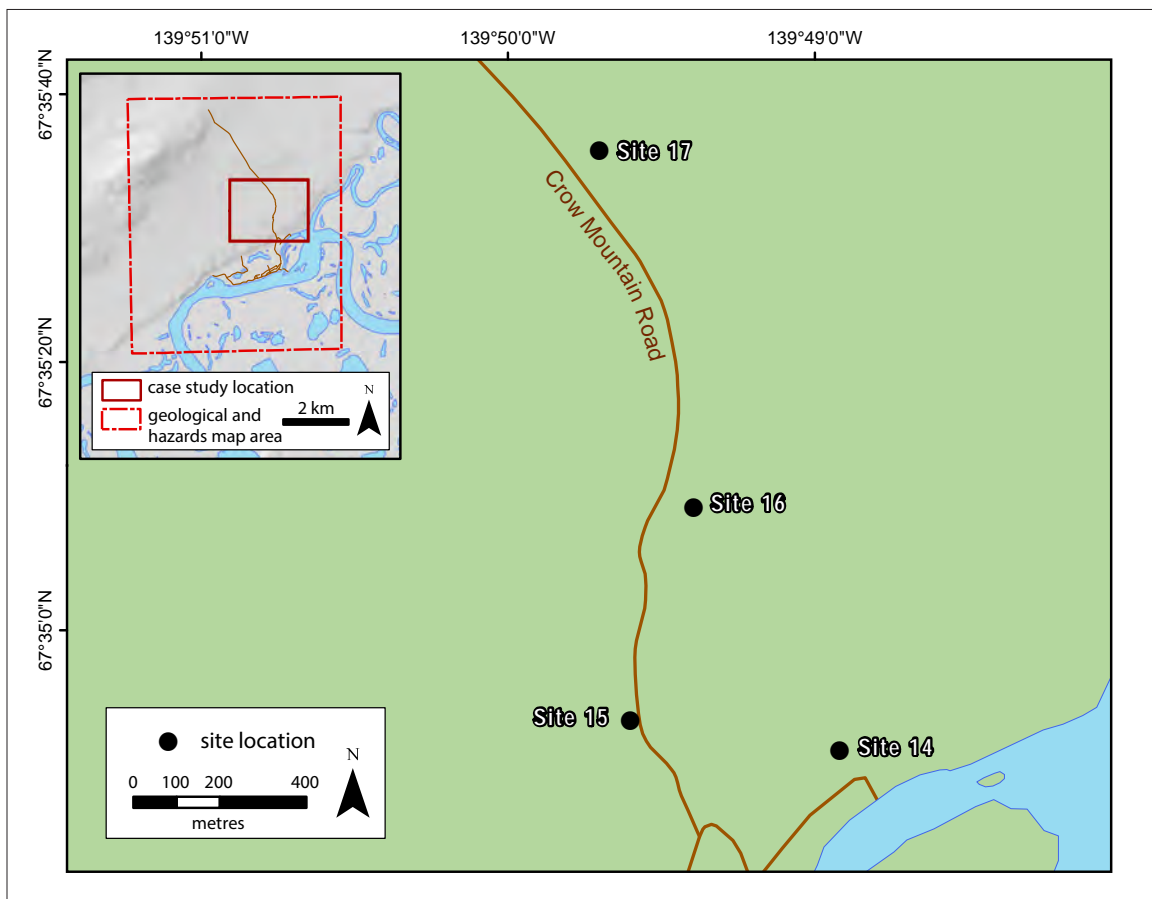 139°51'0"W
139°50'0"W
139°49'0"W
67°35'40"N
67°35'20"N
67°35'0"N
Site 17
Crow Mountain Road
case study location
geological and
hazards map area
2 km
N
Site 16
Site 15
Site 14
site location
0 100 200 400
metres
N